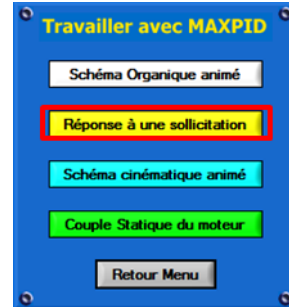 Travailler avec MAXPID
Schéma Organique animé
Réponse à une sollicitation
Schéma cinématique animé
Couple Statique du moteur
Retour Menu